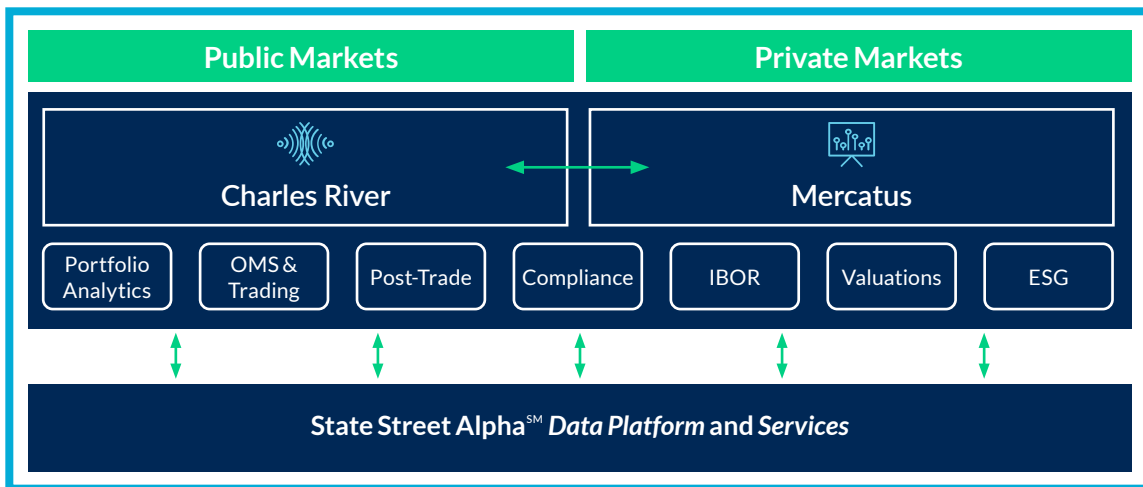 Public Markets
Private Markets
Charles River
Mercatus
Portfolio
Analytics
OMS &
Trading
Post-Trade
Compliance
IBOR
Valuations
ESG
State Street Alpha℠ Data Platform and Services